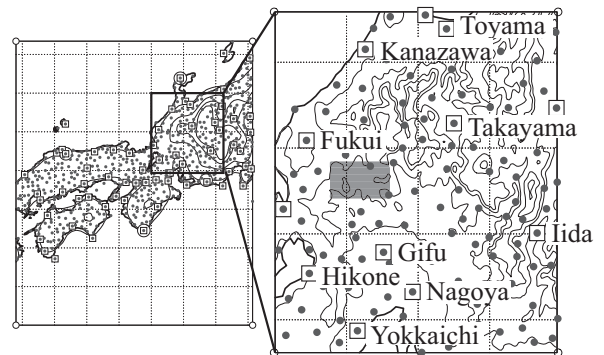 Toyama
Kanazawa
Takayama
Fukui
Iida
Gifu
Hikone
Nagoya
Yokkaichi